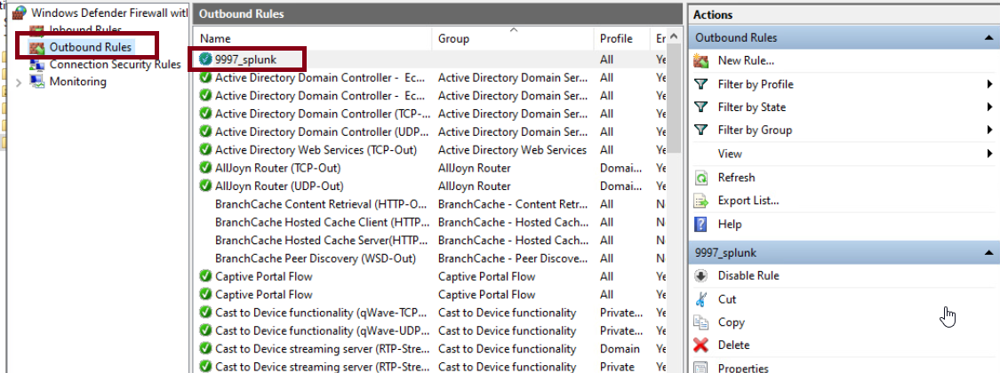 Windows Defender Firewall with
Inbound Rules
Outbound Rules
Connection Security Rules
Monitoring
Outbound Rules
Name Group Profile En
9997_splunk All Ye
Active Directory Domain Controller - Ec... Active Directory Domain Ser... All Ye
Active Directory Domain Controller - Ec... Active Directory Domain Ser... All Ye
Active Directory Domain Controller (TCP-... Active Directory Domain Ser... All Ye
Active Directory Domain Controller (UDP... Active Directory Domain Ser... All Ye
Active Directory Web Services (TCP-Out) Active Directory Web Services All Ye
AllJoyn Router (TCP-Out) AllJoyn Router Domai... Ye
AllJoyn Router (UDP-Out) AllJoyn Router Domai... Ye
BranchCache Content Retrieval (HTTP-O... BranchCache - Content Retr... All N
BranchCache Hosted Cache Client (HTTP... BranchCache - Hosted Cach... All N
BranchCache Hosted Cache Server(HTTP... BranchCache - Hosted Cach... All N
BranchCache Peer Discovery (WSD-Out) BranchCache - Peer Discove... All N
Captive Portal Flow Captive Portal Flow All Ye
Captive Portal Flow Captive Portal Flow All Ye
Cast to Device functionality (qWave-TCP... Cast to Device functionality Private... Ye
Cast to Device functionality (qWave-UDP... Cast to Device functionality Private... Ye
Cast to Device streaming server (RTP-Stre... Cast to Device functionality Domain Ye
Cast to Device streaming server (RTP-Stre... Cast to Device functionality Private Ye
Actions
Outbound Rules
New Rule...
Filter by Profile
Filter by State
Filter by Group
View
Refresh
Export List...
Help
9997_splunk
Disable Rule
Cut
Copy
Delete
Properties